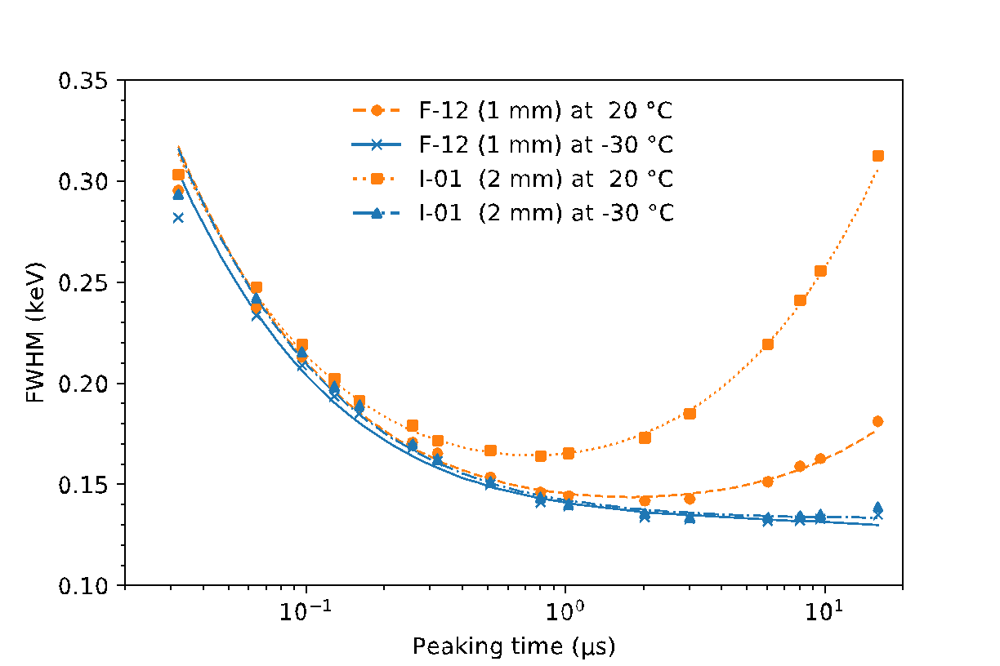 0.35
0.30
0.25
0.20
0.15
0.10
FWHM (keV)
F-12 (1 mm) at  20 °C
F-12 (1 mm) at -30 °C
I-01  (2 mm) at  20 °C
I-01  (2 mm) at -30 °C
10⁻¹
10⁰
10¹
Peaking time (μs)